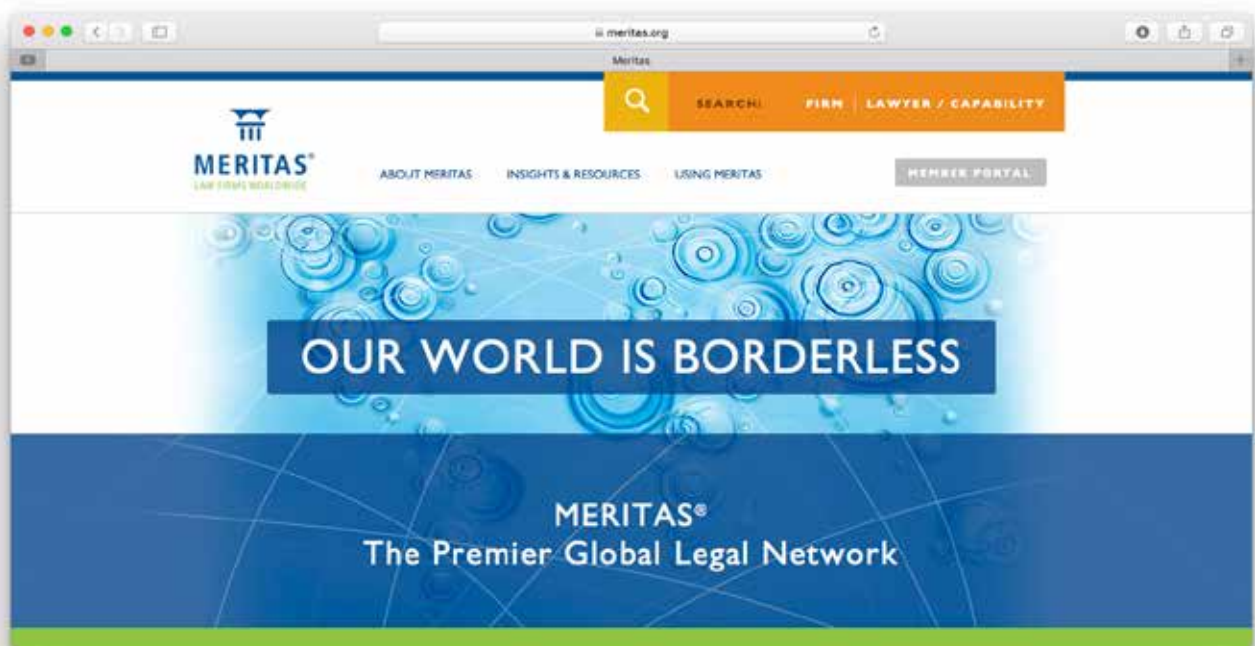 meritas.org
Meritas
SEARCH: FIRM | LAWYER / CAPABILITY
MERITAS®
LAW FIRMS WORLDWIDE
ABOUT MERITAS INSIGHTS & RESOURCES USING MERITAS MEMBER PORTAL
OUR WORLD IS BORDERLESS
MERITAS®
The Premier Global Legal Network